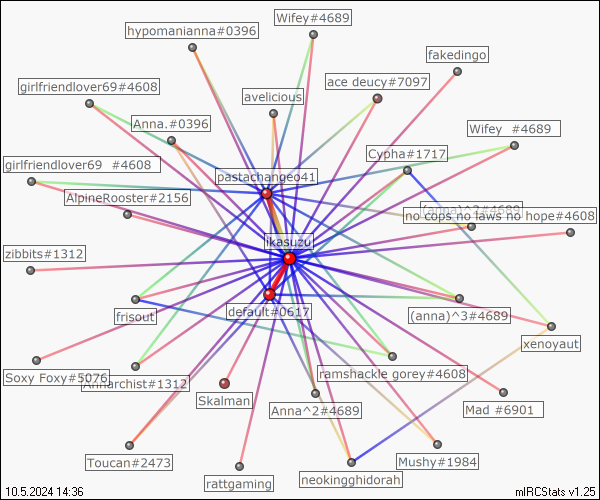 Wifey#4689
hypomanianna#0396
fakedingo
girlfriendlover69#4608
ace deucy#7097
avelicious
Anna.#0396
Wifey #4689
Cypha#1717
girlfriendlover69 #4608
pastachangeo41
AlpineRooster#2156
(anna)^2#4689
no cops no laws no hope#4608
ikasuzu
zibbits#1312
frisout
default#0617
(anna)^3#4689
xenoyaut
Soxy Foxy#5076
Annarchist#1312
ramshackle gorey#4608
Skalman
Anna^2#4689
Mad #6901
Toucan#2473
rattgaming
neokingghidorah
Mushy#1984
10.5.2024 14:36
mIRCStats v1.25